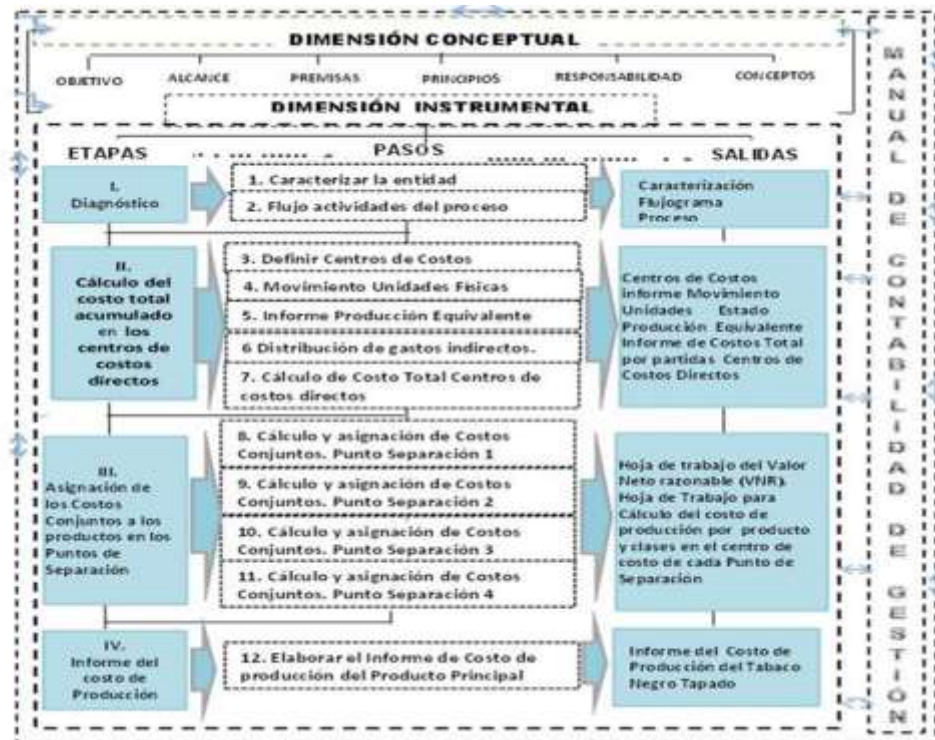 DIMENSIÓN CONCEPTUAL
OBJETIVO ALCANCE PREMISAS PRINCIPIOS RESPONSABILIDAD CONCEPTOS
DIMENSIÓN INSTRUMENTAL
ETAPAS PASOS SALIDAS
I.
Diagnóstico
1. Caracterizar la entidad
2. Flujo actividades del proceso
Caracterización
Flujograma
Proceso
II.
Cálculo del
costo total
acumulado
en los
centros de
costos
directos
3. Definir Centros de Costos
4. Movimiento Unidades Físicas
5. Informe Producción Equivalente
6 Distribución de gastos indirectos.
7. Cálculo de Costo Total Centros de
costos directos
Centros de Costos
informe Movimiento
Unidades Estado
Producción Equivalente
Informe de Costos Total
por partidas Centros de
Costos Directos
III.
Asignación de
los Costos
Conjuntos a los
productos en los
Puntos de
Separación
8. Cálculo y asignación de Costos
Conjuntos. Punto Separación 1
9. Cálculo y asignación de Costos
Conjuntos. Punto Separación 2
10. Cálculo y asignación de Costos
Conjuntos. Punto Separación 3
11. Cálculo y asignación de Costos
Conjuntos. Punto Separación 4
Hoja de trabajo del Valor
Neto razonable (VNR).
Hoja de Trabajo para
Cálculo del costo de
producción por producto
y clases en el centro de
costo de cada Punto de
Separación
IV.
Informe del
costo de
Producción
12. Elaborar el Informe de Costo de
producción del Producto Principal
Informe del Costo de
Producción del Tabaco
Negro Tapado
MANUAL DE CONTABILIDAD DE GESTIÓN